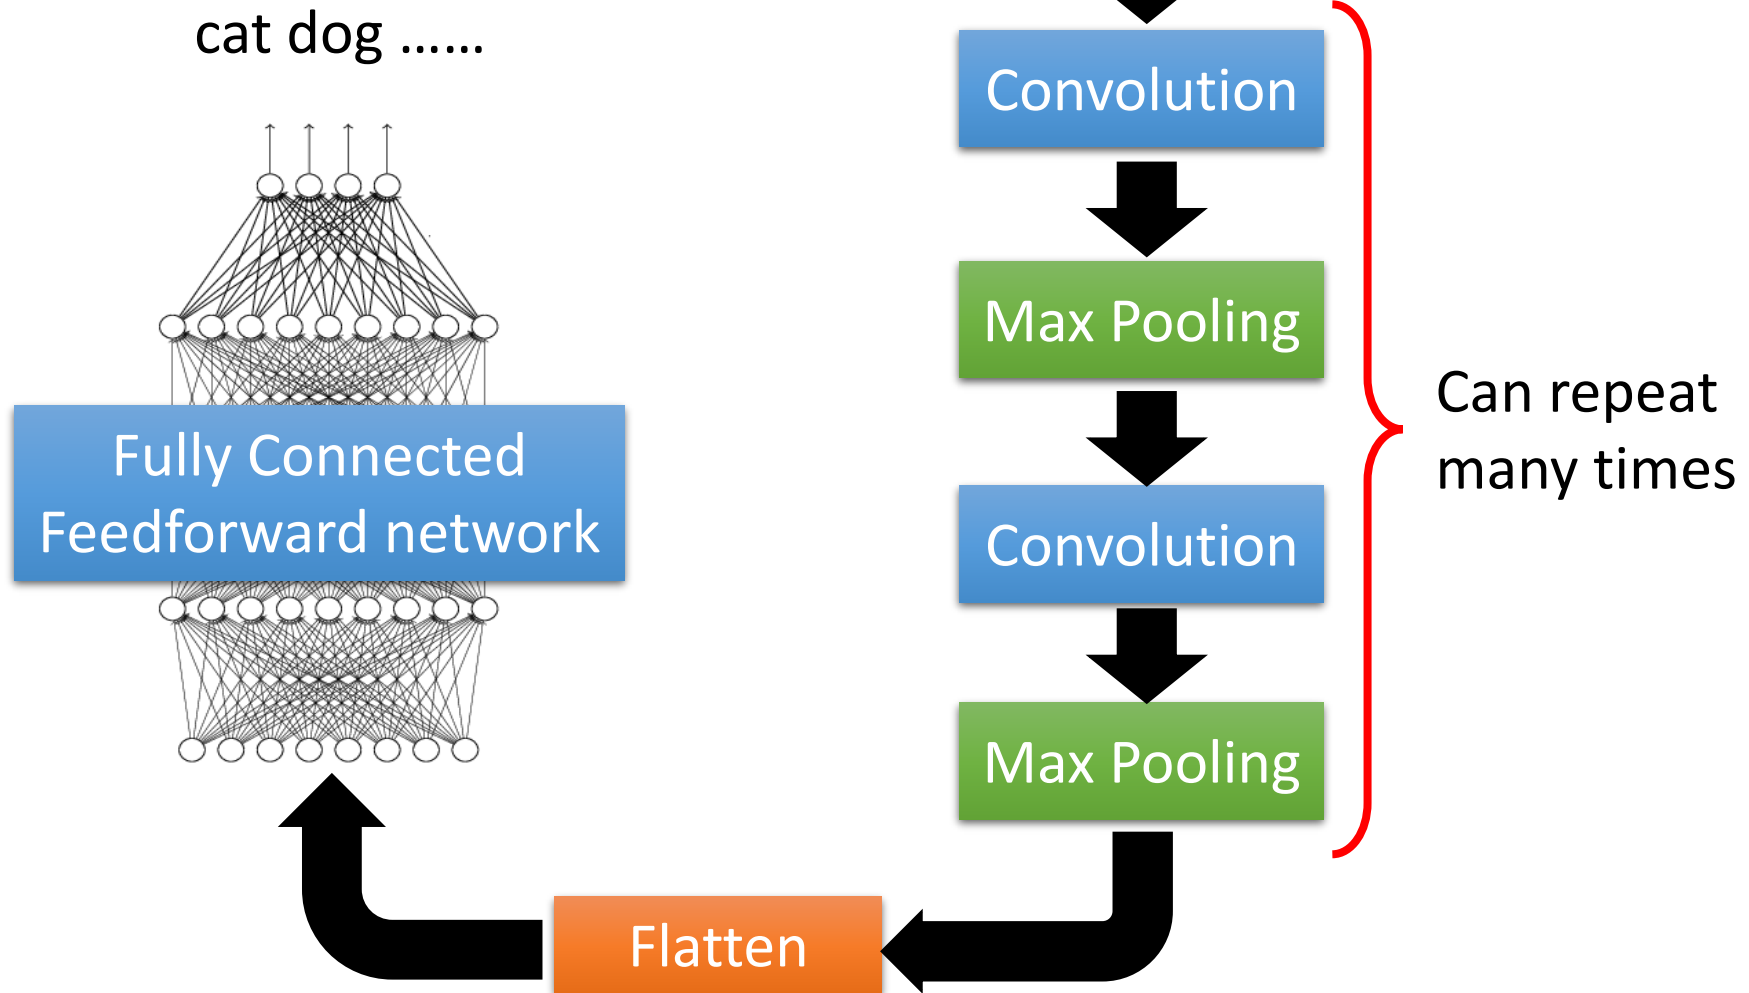 cat dog ……
Convolution
Max Pooling
Can repeat
many times
Fully Connected
Feedforward network
Convolution
Max Pooling
Flatten